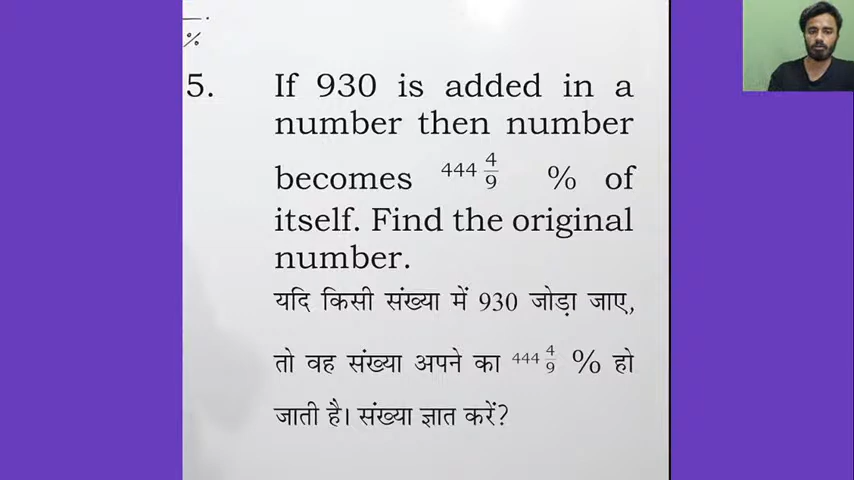 %
5. If 930 is added in a
number then number
becomes 444 4/9 % of
itself. Find the original
number.
यदि किसी संख्या में 930 जोड़ा जाए,
तो वह संख्या अपने का 444 4/9 % हो
जाती है। संख्या ज्ञात करें?